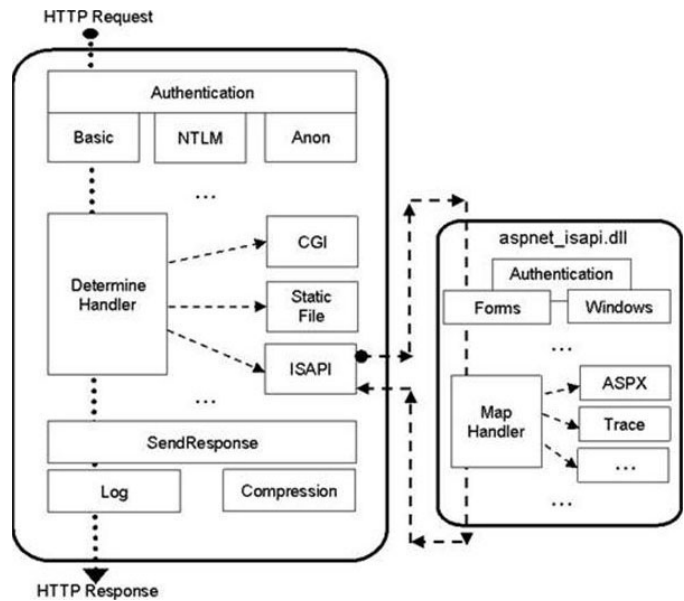 HTTP Request
Authentication
Basic
NTLM
Anon
...
Determine
Handler
CGI
Static
File
ISAPI
...
SendResponse
Log
Compression
HTTP Response
aspnet_isapi.dll
Authentication
Forms
Windows
...
Map
Handler
ASPX
Trace
...
...